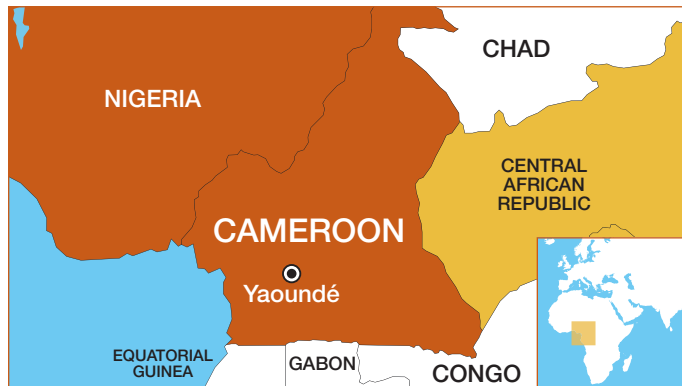 CHAD
NIGERIA
CENTRAL
AFRICAN
REPUBLIC
CAMEROON
Yaoundé
EQUATORIAL
GUINEA
GABON
CONGO